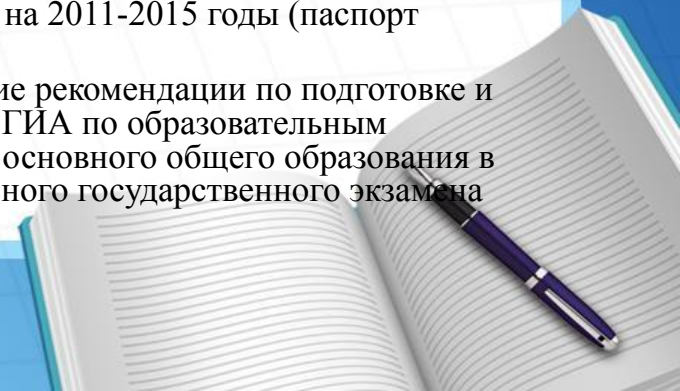 на 2011-2015 годы (паспорт
ие рекомендации по подготовке и
ГИА по образовательным
основного общего образования в
ного государственного экзамена